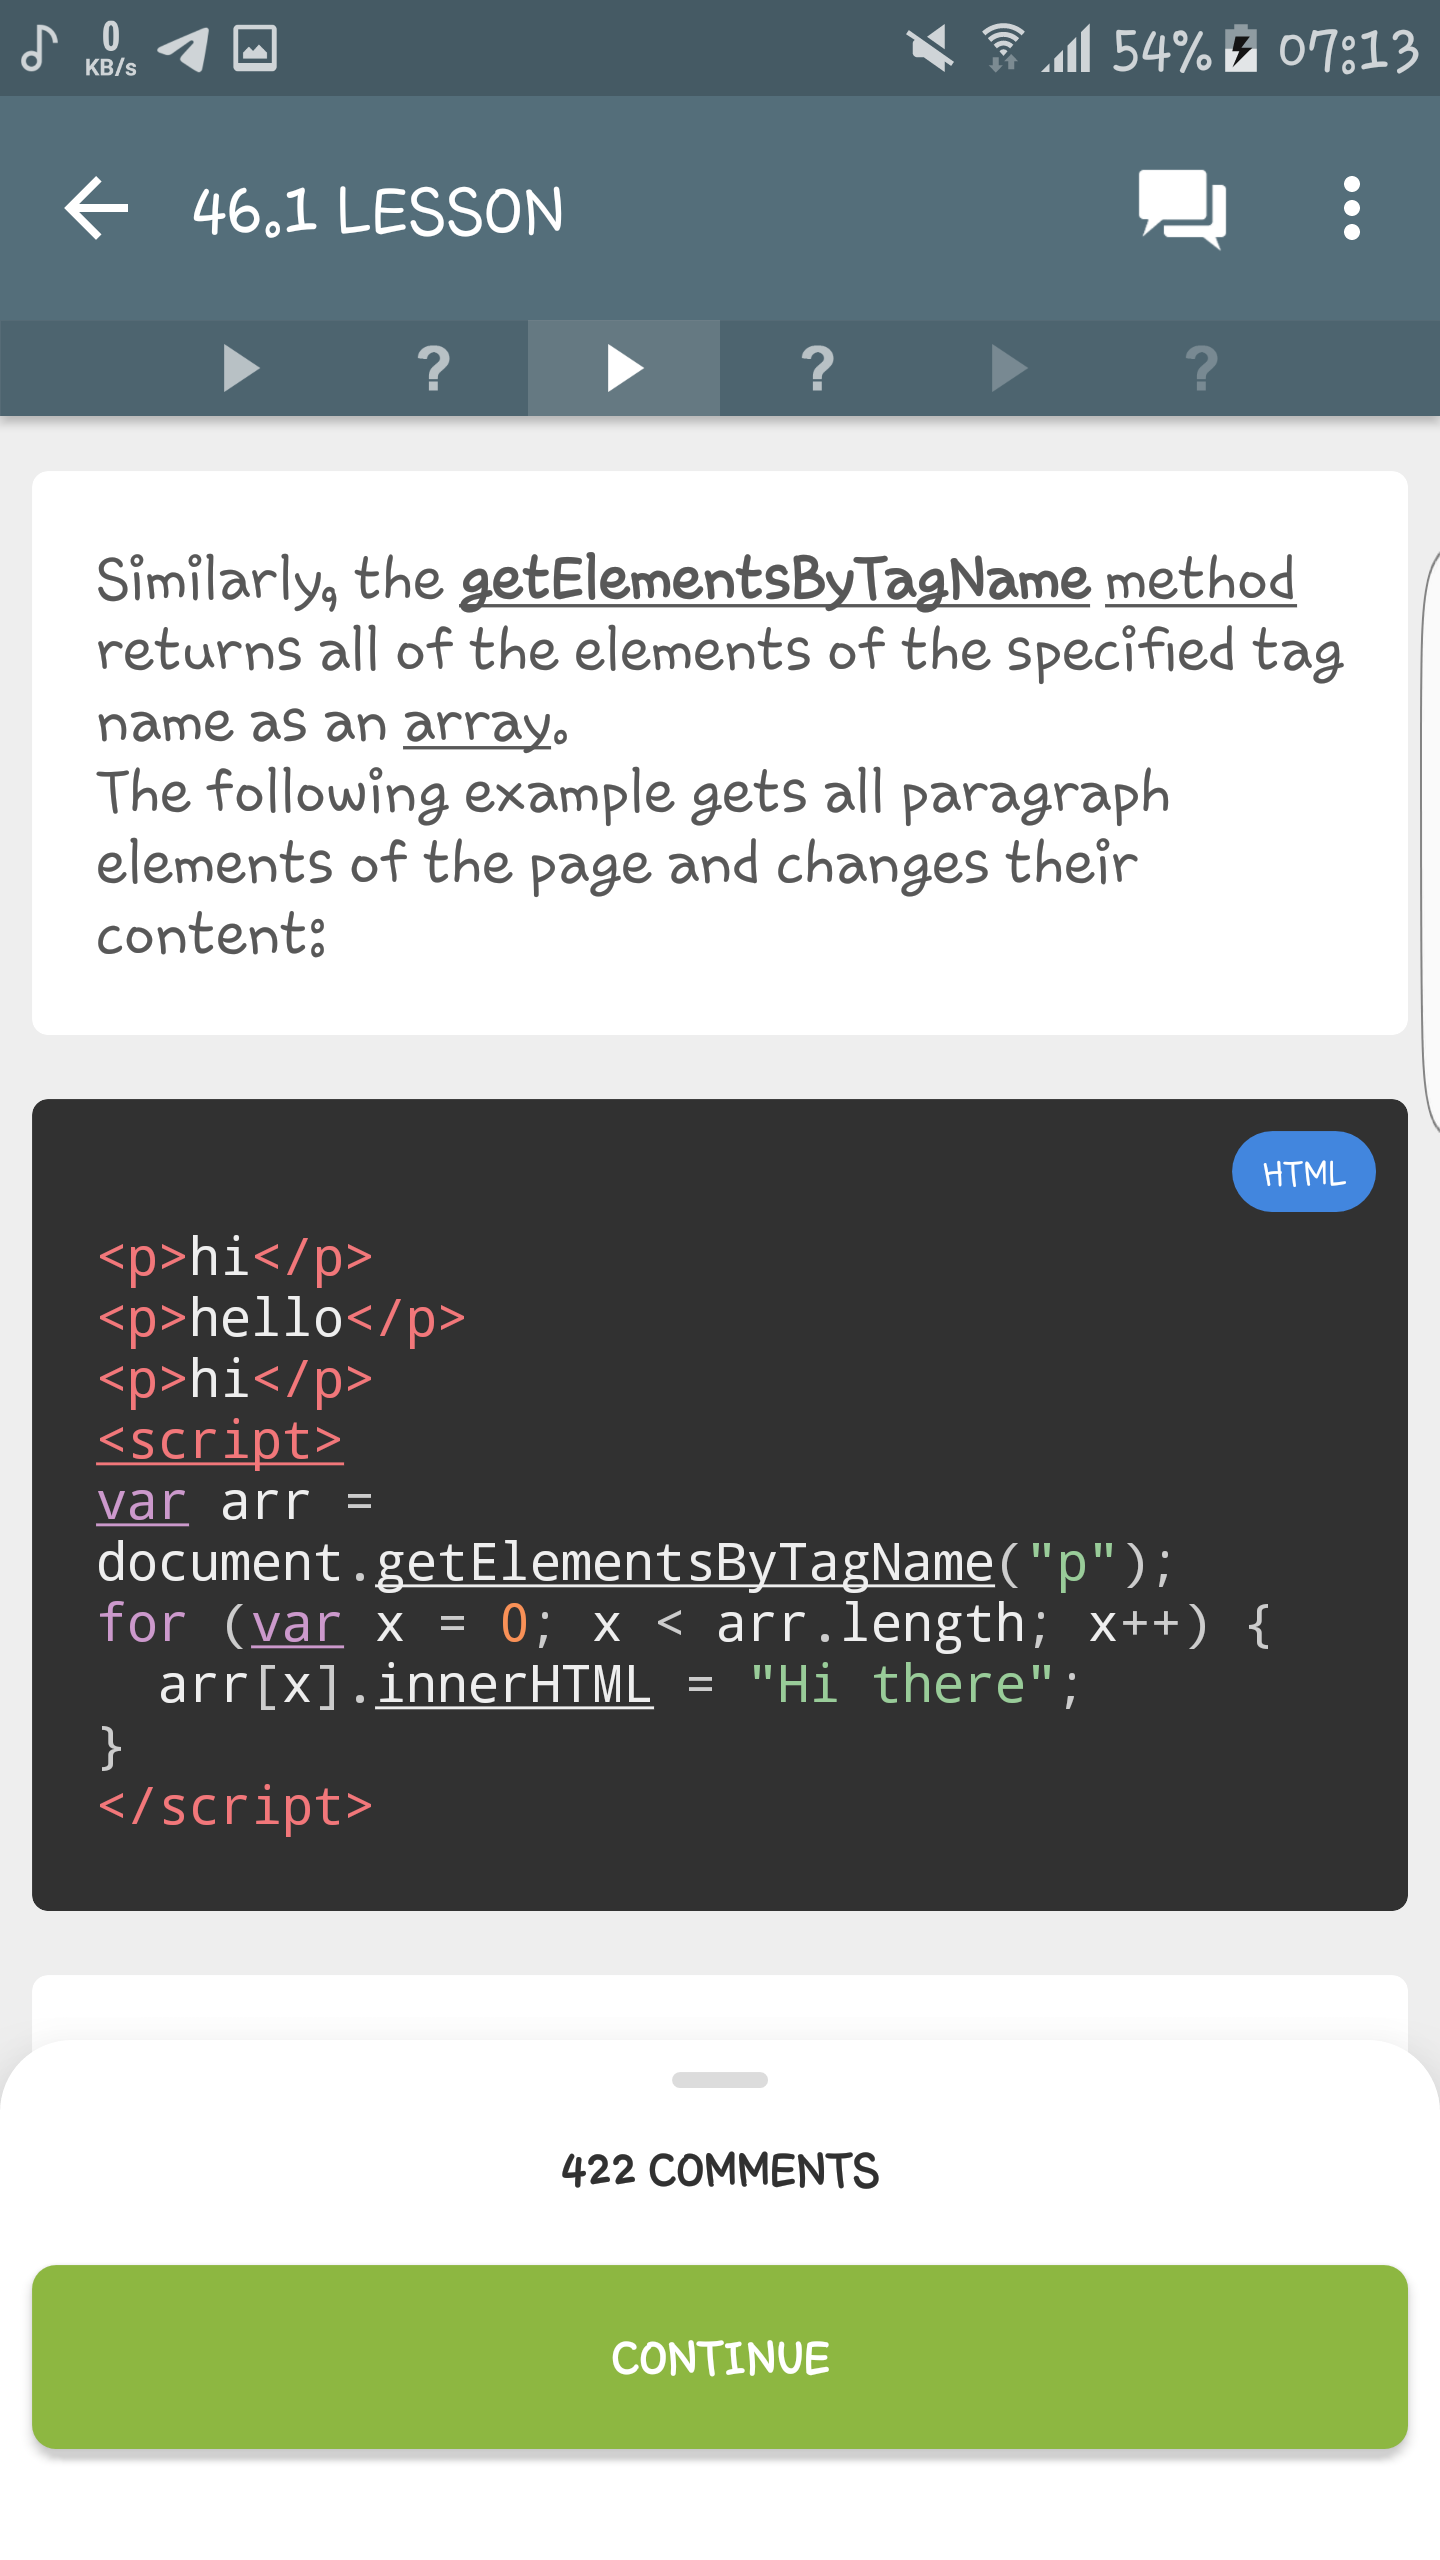 0
KB/s
54% 07:13
46.1 LESSON
? ? ?
Similarly, the getElementsByTagName method
returns all of the elements of the specified tag
name as an array.
The following example gets all paragraph
elements of the page and changes their
content:
HTML
<p>hi</p>
<p>hello</p>
<p>hi</p>
<script>
var arr =
document.getElementsByTagName("p");
for (var x = 0; x < arr.length; x++) {
  arr[x].innerHTML = "Hi there";
}
</script>
422 COMMENTS
CONTINUE